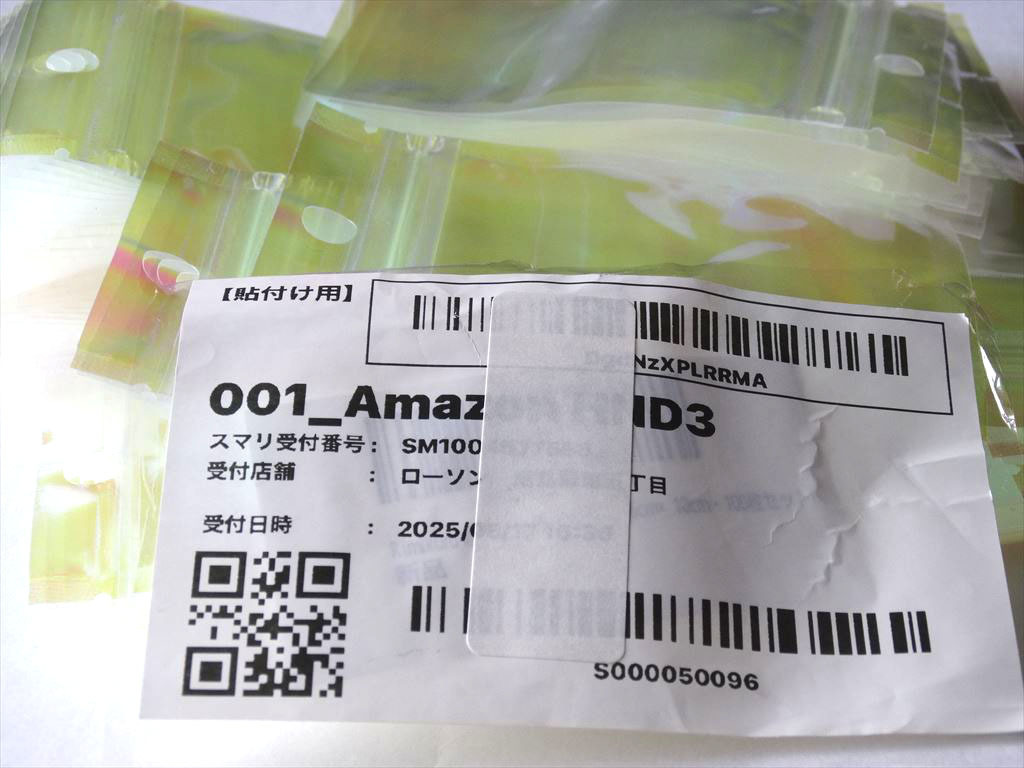 【貼付け用】
NzXPLRRMA
001_Amaz ND3
スマリ受付番号: SM100
受付店舗 : ローソン 丁目
受付日時 : 2025/
S000050096